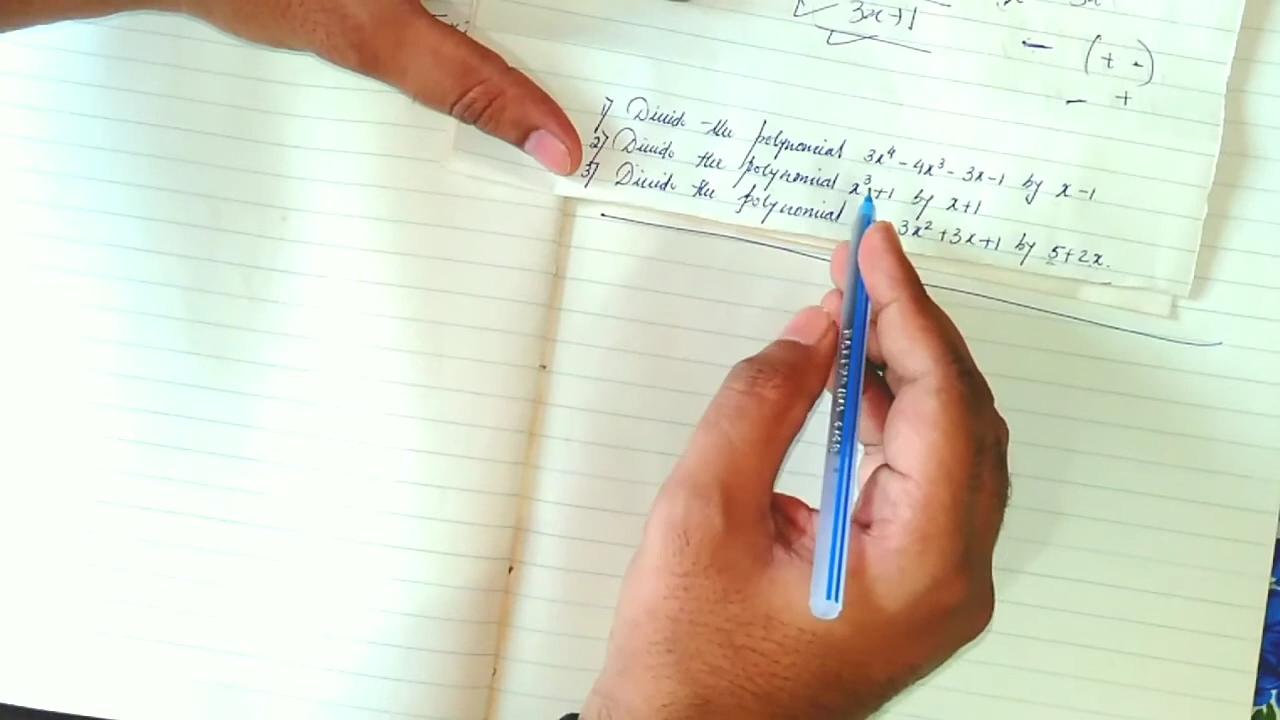 3x+1
- (+ -)
- +
1) Divide the polynomial 3x⁴-4x³-3x-1 by x-1
2) Divide the polynomial x³+1 by x+1
3) Divide the polynomial 3x²+3x+1 by 5+2x.